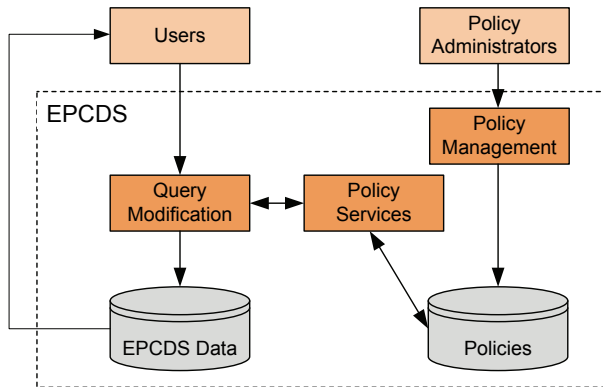 Users
Policy
Administrators
EPCDS
Policy
Management
Query
Modification
Policy
Services
EPCDS Data
Policies